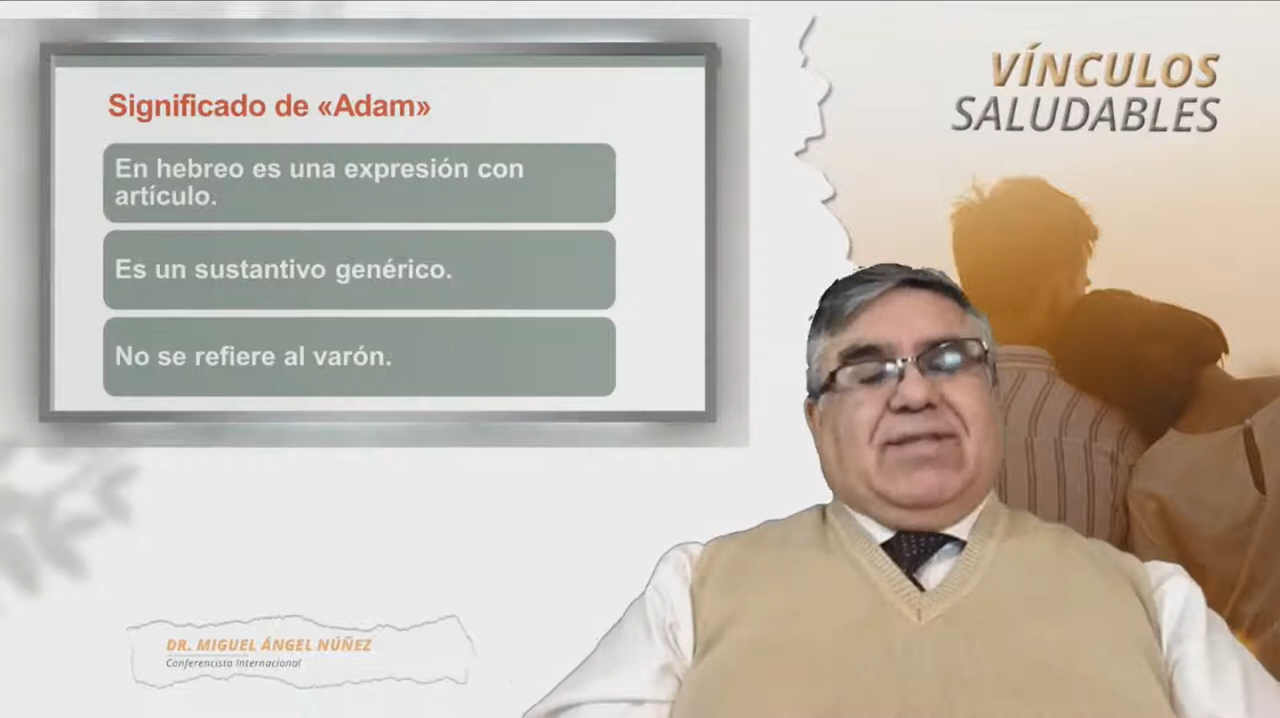 Significado de «Adam»
En hebreo es una expresión con
artículo.
Es un sustantivo genérico.
No se refiere al varón.
VÍNCULOS
SALUDABLES
DR. MIGUEL ÁNGEL NÚÑEZ
Conferencista Internacional